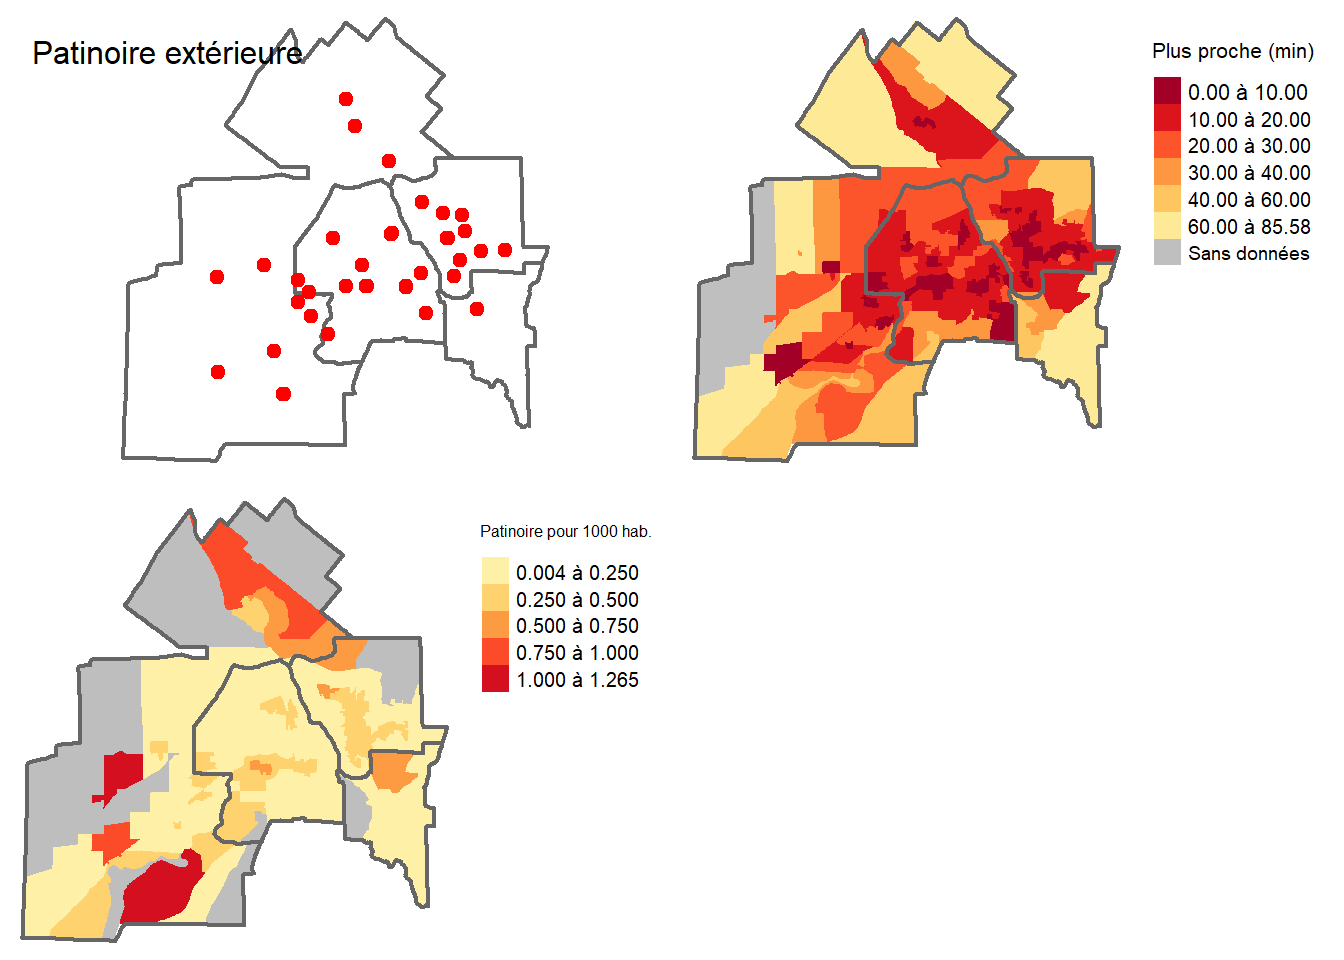 Patinoire extérieure
Plus proche (min)
0.00 à 10.00
10.00 à 20.00
20.00 à 30.00
30.00 à 40.00
40.00 à 60.00
60.00 à 85.58
Sans données
Patinoire pour 1000 hab.
0.004 à 0.250
0.250 à 0.500
0.500 à 0.750
0.750 à 1.000
1.000 à 1.265